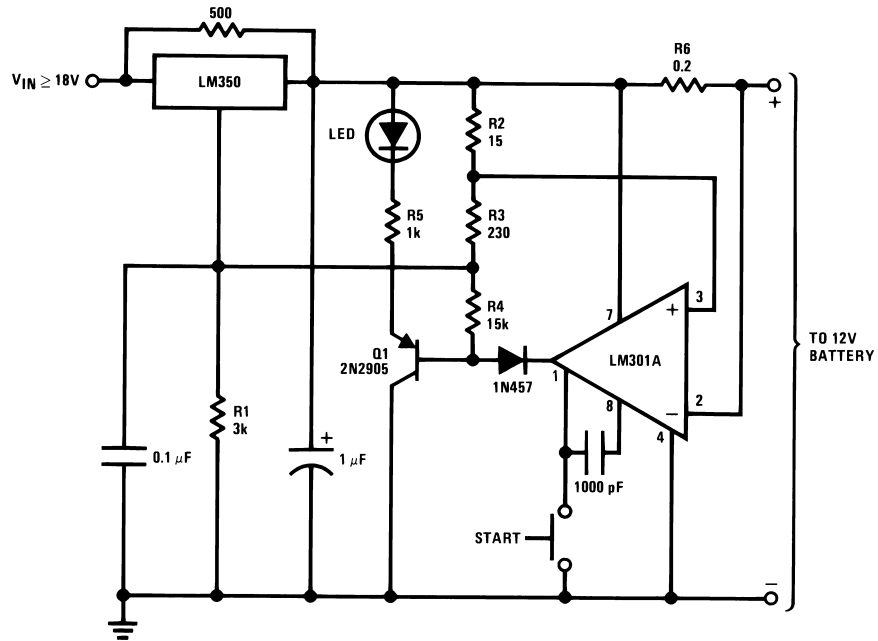 500
V_IN ≥ 18V
LM350
R6
0.2
+
LED
R2
15
R5
1k
R3
230
R4
15k
3
7
+
Q1
2N2905
1N457
1
LM301A
TO 12V
BATTERY
R1
3k
8
−
2
4
0.1 μF
+
1 μF
1000 pF
START
−